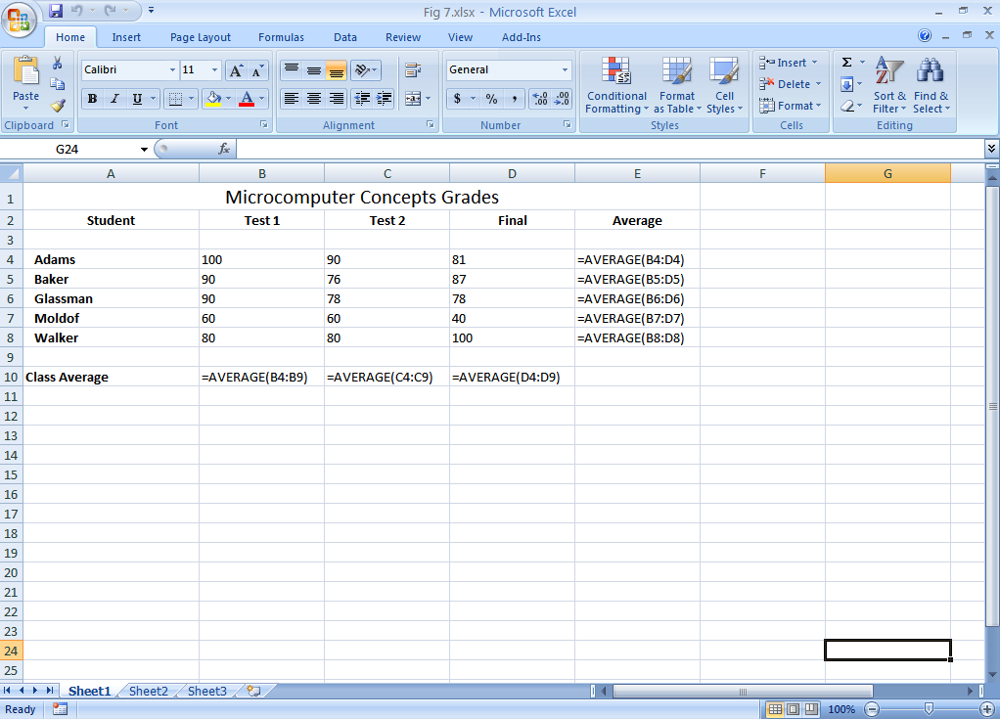 Fig 7.xlsx - Microsoft Excel
Home Insert Page Layout Formulas Data Review View Add-Ins
Paste
Clipboard
Calibri 11 A A
B I U A
Font
Alignment
General
$ % , .00 .00
Number
Conditional Formatting
Format as Table
Cell Styles
Styles
Insert
Delete
Format
Cells
Σ
Sort & Filter
Find & Select
Editing
G24 fx
A B C D E F G
1 Microcomputer Concepts Grades
2 Student Test 1 Test 2 Final Average
3
4 Adams 100 90 81 =AVERAGE(B4:D4)
5 Baker 90 76 87 =AVERAGE(B5:D5)
6 Glassman 90 78 78 =AVERAGE(B6:D6)
7 Moldof 60 60 40 =AVERAGE(B7:D7)
8 Walker 80 80 100 =AVERAGE(B8:D8)
9
10 Class Average =AVERAGE(B4:B9) =AVERAGE(C4:C9) =AVERAGE(D4:D9)
11
12
13
14
15
16
17
18
19
20
21
22
23
24
25
Sheet1 Sheet2 Sheet3
Ready 100%